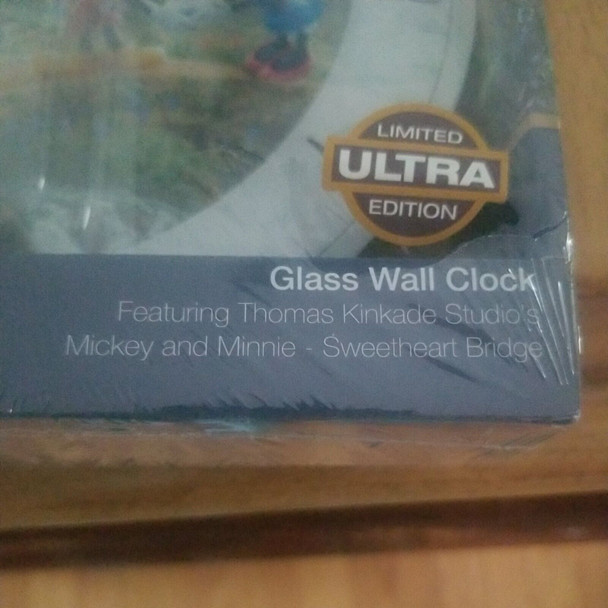 LIMITED
ULTRA
EDITION
Glass Wall Clock
Featuring Thomas Kinkade Studio's
Mickey and Minnie - Sweetheart Bridge